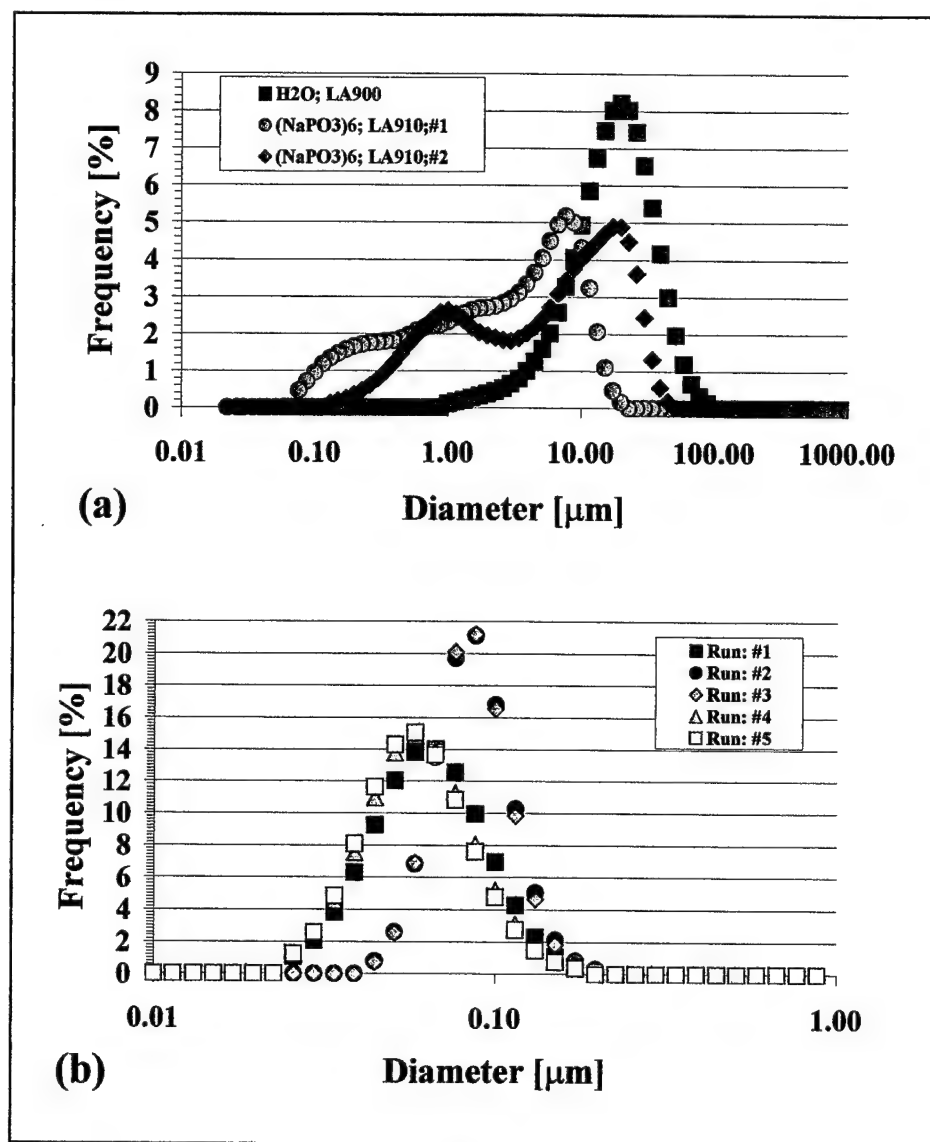 9
8
7
6
5
4
3
2
1
0
Frequency [%]
H2O; LA900
(NaPO3)6; LA910;#1
(NaPO3)6; LA910;#2
0.01 0.10 1.00 10.00 100.00 1000.00
(a) Diameter [μm]
22
20
18
16
14
12
10
8
6
4
2
0
Frequency [%]
Run: #1
Run: #2
Run: #3
Run: #4
Run: #5
0.01 0.10 1.00
(b) Diameter [μm]